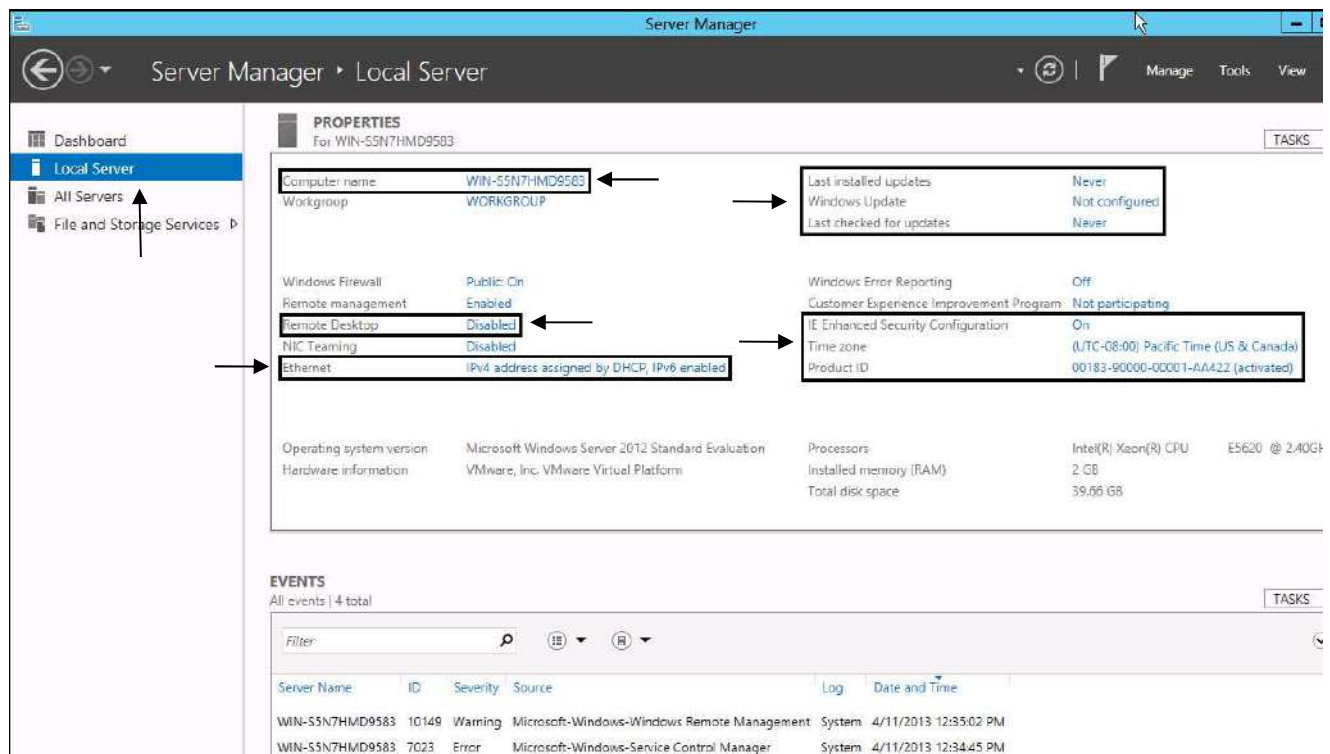 Server Manager
Server Manager ‣ Local Server
Manage Tools View
Dashboard
Local Server
All Servers
File and Storage Services
PROPERTIES
For WIN-S5N7HMD9583
TASKS
Computer name WIN-S5N7HMD9583
Workgroup WORKGROUP
Last installed updates Never
Windows Update Not configured
Last checked for updates Never
Windows Firewall Public: On
Remote management Enabled
Remote Desktop Disabled
NIC Teaming Disabled
Ethernet IPv4 address assigned by DHCP, IPv6 enabled
Windows Error Reporting Off
Customer Experience Improvement Program Not participating
IE Enhanced Security Configuration On
Time zone (UTC-08:00) Pacific Time (US & Canada)
Product ID 00183-90000-00001-AA422 (activated)
Operating system version Microsoft Windows Server 2012 Standard Evaluation
Hardware information VMware, Inc. VMware Virtual Platform
Processors Intel(R) Xeon(R) CPU E5620 @ 2.40GH
Installed memory (RAM) 2 GB
Total disk space 39.66 GB
EVENTS
All events | 4 total
TASKS
Filter
Server Name ID Severity Source Log Date and Time
WIN-S5N7HMD9583 10149 Warning Microsoft-Windows-Windows Remote Management System 4/11/2013 12:35:02 PM
WIN-S5N7HMD9583 7023 Error Microsoft-Windows-Service Control Manager System 4/11/2013 12:34:45 PM